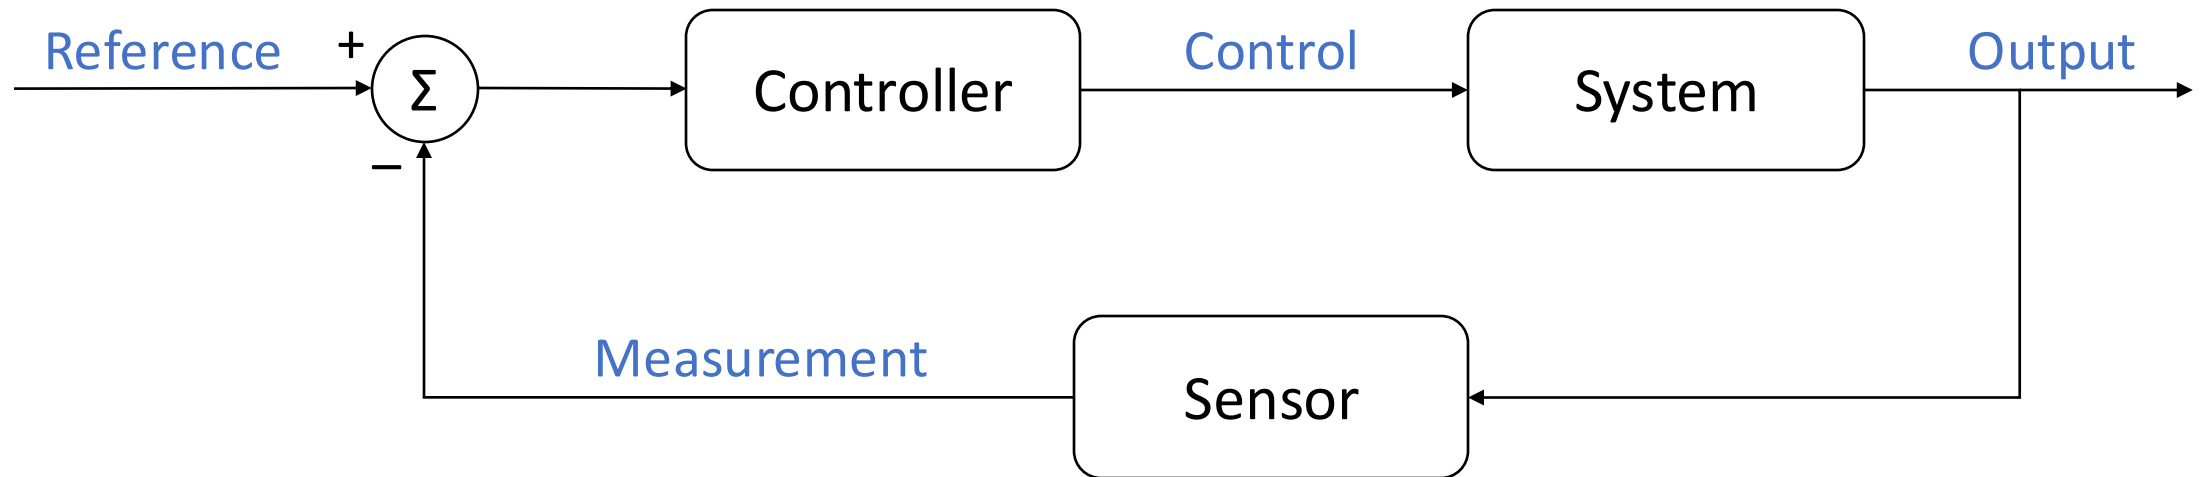 Reference
+
Σ
−
Controller
Control
System
Output
Measurement
Sensor